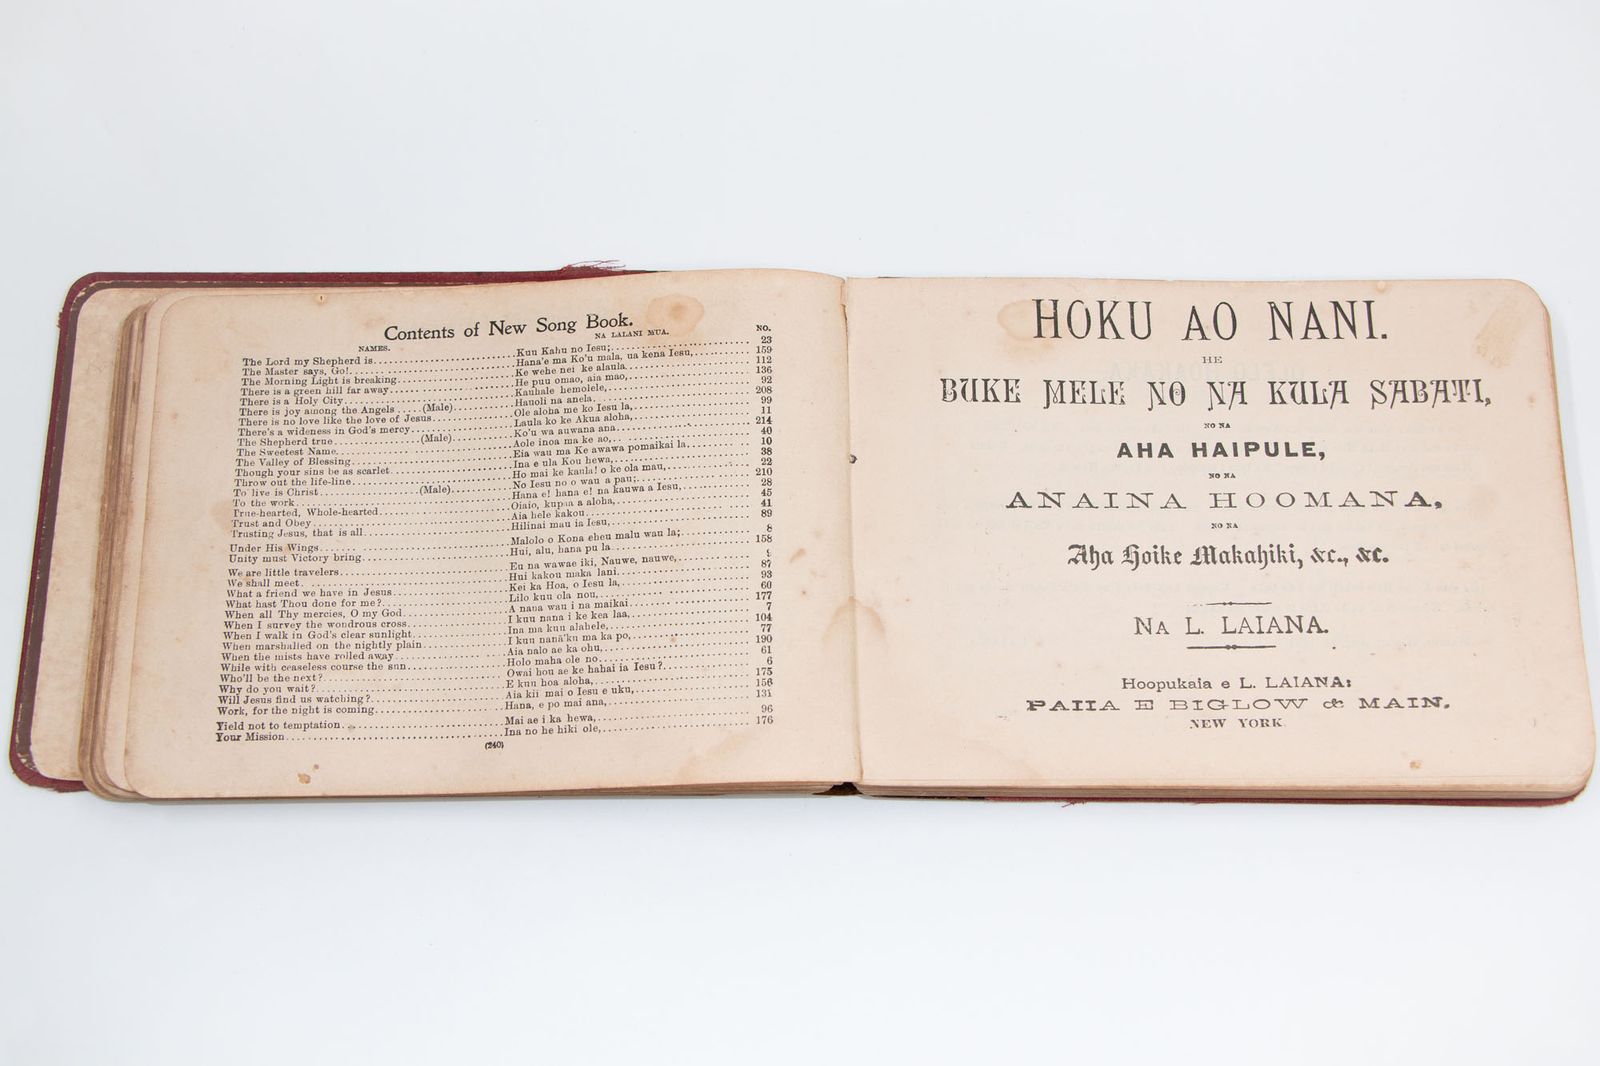 Contents of New Song Book.
NAMES. NA LALANI MUA. NO.
The Lord my Shepherd is Kuu Kahu no Iesu; 23
The Master says, Go! Hana'e ma Ko'u mala, ua kena Iesu, 159
The Morning Light is breaking Ke wehe nei ke alaula 112
There is a green hill far away He puu omao, aia mao, 136
There is a Holy City Kauhale hemolele, 92
There is joy among the Angels (Male) Hauoli na anela 208
There is no love like the love of Jesus Ole aloha me ko Iesu la, 99
There's a wideness in God's mercy Laula ko ke Akua aloha, 11
The Shepherd true (Male) Ko'u wa auwana ana 214
The Sweetest Name Aole inoa ma ke ao, 40
The Valley of Blessing Eia wau ma Ke awawa pomaikai la 10
Though your sins be as scarlet Ina e ula Kou hewa, 38
Throw out the life-line Ho mai ke kaula! o ke ola mau, 22
To live is Christ (Male) No Iesu no o wau a pau; 210
To the work Hana e! hana e! na kauwa a Iesu, 28
True-hearted, Whole-hearted Oiaio, kupaa a aloha, 45
Trust and Obey Aia hele kakou 41
Trusting Jesus, that is all Hilinai mau ia Iesu, 89
Under His Wings Malolo o Kona eheu malu wau la; 8
Unity must Victory bring Hui, alu, hana pu la 158
We are little travelers Eu na wawae iki, Nauwe, nauwe, 9
We shall meet Hui kakou maka lani 87
What a friend we have in Jesus Kei ka Hoa, o Iesu la, 93
What hast Thou done for me? Lilo kuu ola nou, 60
When all Thy mercies, O my God A nana wau i na maikai 177
When I survey the wondrous cross I kuu nana i ke kea laa, 7
When I walk in God's clear sunlight Ina ma kuu alahele, 104
When marshalled on the nightly plain I kuu nanā'ku ma ka po, 77
When the mists have rolled away Aia nalo ae ka ohu, 190
While with ceaseless course the sun Holo maha ole no 61
Who'll be the next? Owai hou ae ke hahai ia Iesu? 6
Why do you wait? E kuu hoa aloha, 175
Will Jesus find us watching? Aia kii mai o Iesu e uku, 156
Work, for the night is coming Hana, e po mai ana, 131
Yield not to temptation Mai ae i ka hewa, 96
Your Mission Ina no he hiki ole, 176
(240)
HOKU AO NANI.
HE
BUKE MELE NO NA KULA SABATI,
NO NA
AHA HAIPULE,
NO NA
ANAINA HOOMANA,
NO NA
Aha Hoike Makahiki, &c., &c.
NA L. LAIANA.
Hoopukaia e L. LAIANA:
PAIIA E BIGLOW & MAIN.
NEW YORK